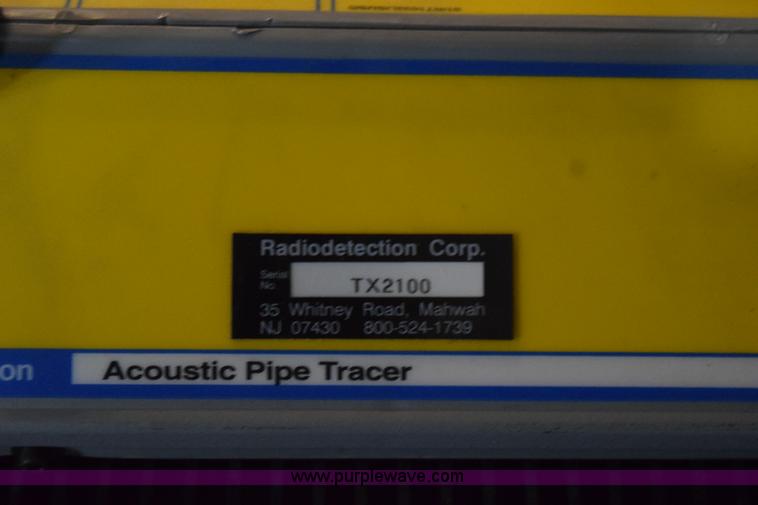 Radiodetection Corp.
Serial
No.
TX2100
35 Whitney Road, Mahwah
NJ 07430 800-524-1739
on
Acoustic Pipe Tracer
www.purplewave.com